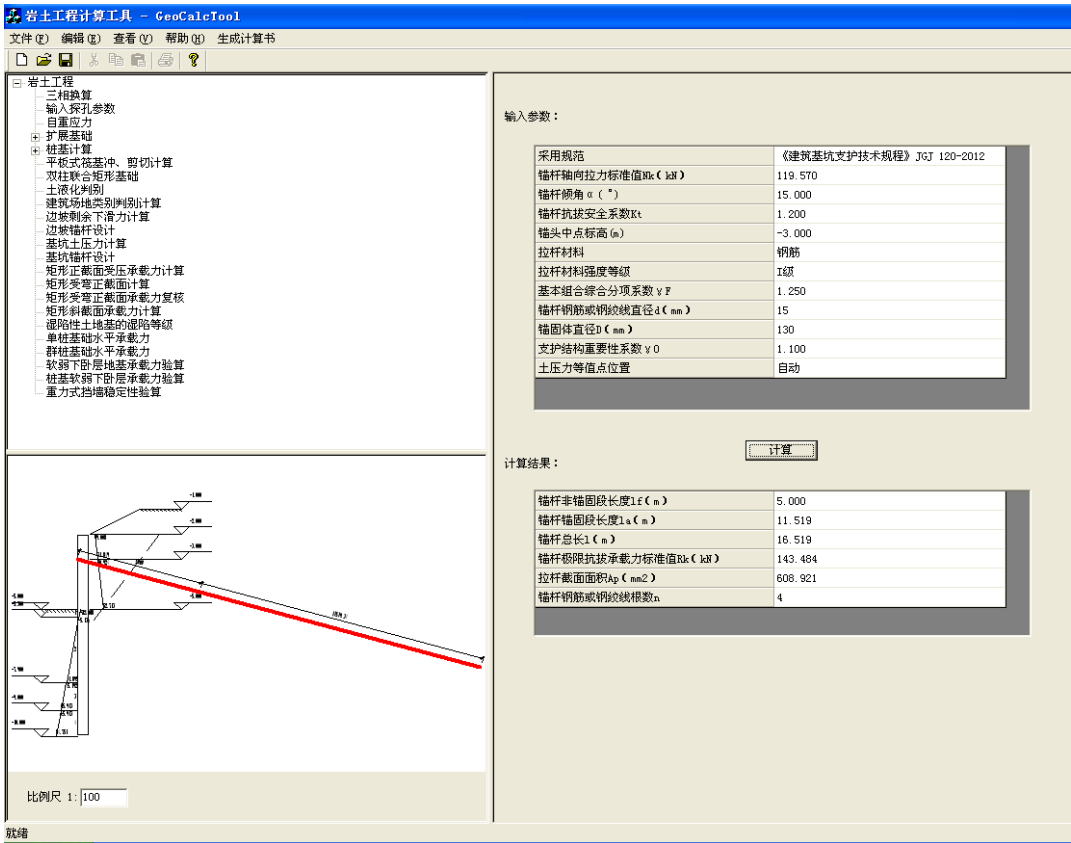 岩土工程计算工具 - GeoCalcTool
文件(F) 编辑(E) 查看(V) 帮助(H) 生成计算书
岩土工程
三相换算
输入探孔参数
自重应力
扩展基础
桩基计算
平板式筏基冲、剪切计算
双柱联合矩形基础
土液化判别
建筑场地类别判别计算
边坡剩余下滑力计算
边坡锚杆设计
基坑土压力计算
基坑锚杆设计
矩形正截面受压承载力计算
矩形受弯正截面计算
矩形受弯正截面承载力复核
矩形斜截面承载力计算
湿陷性土地基的湿陷等级
单桩基础水平承载力
群桩基础水平承载力
软弱下卧层地基承载力验算
桩基软弱下卧层承载力验算
重力式挡墙稳定性验算
比例尺 1: 100
输入参数：
采用规范 《建筑基坑支护技术规程》JGJ 120-2012
锚杆轴向拉力标准值Nk(kN) 119.570
锚杆倾角α(°) 15.000
锚杆抗拔安全系数Kt 1.200
锚头中点标高(m) -3.000
拉杆材料 钢筋
拉杆材料强度等级 I级
基本组合综合分项系数γF 1.250
锚杆钢筋或钢绞线直径d(mm) 15
锚固体直径D(mm) 130
支护结构重要性系数γ0 1.100
土压力等值点位置 自动
计算
计算结果：
锚杆非锚固段长度lf(m) 5.000
锚杆锚固段长度la(m) 11.519
锚杆总长l(m) 16.519
锚杆极限抗拔承载力标准值Rk(kN) 143.484
拉杆截面面积Ap(mm2) 608.921
锚杆钢筋或钢绞线根数n 4
就绪